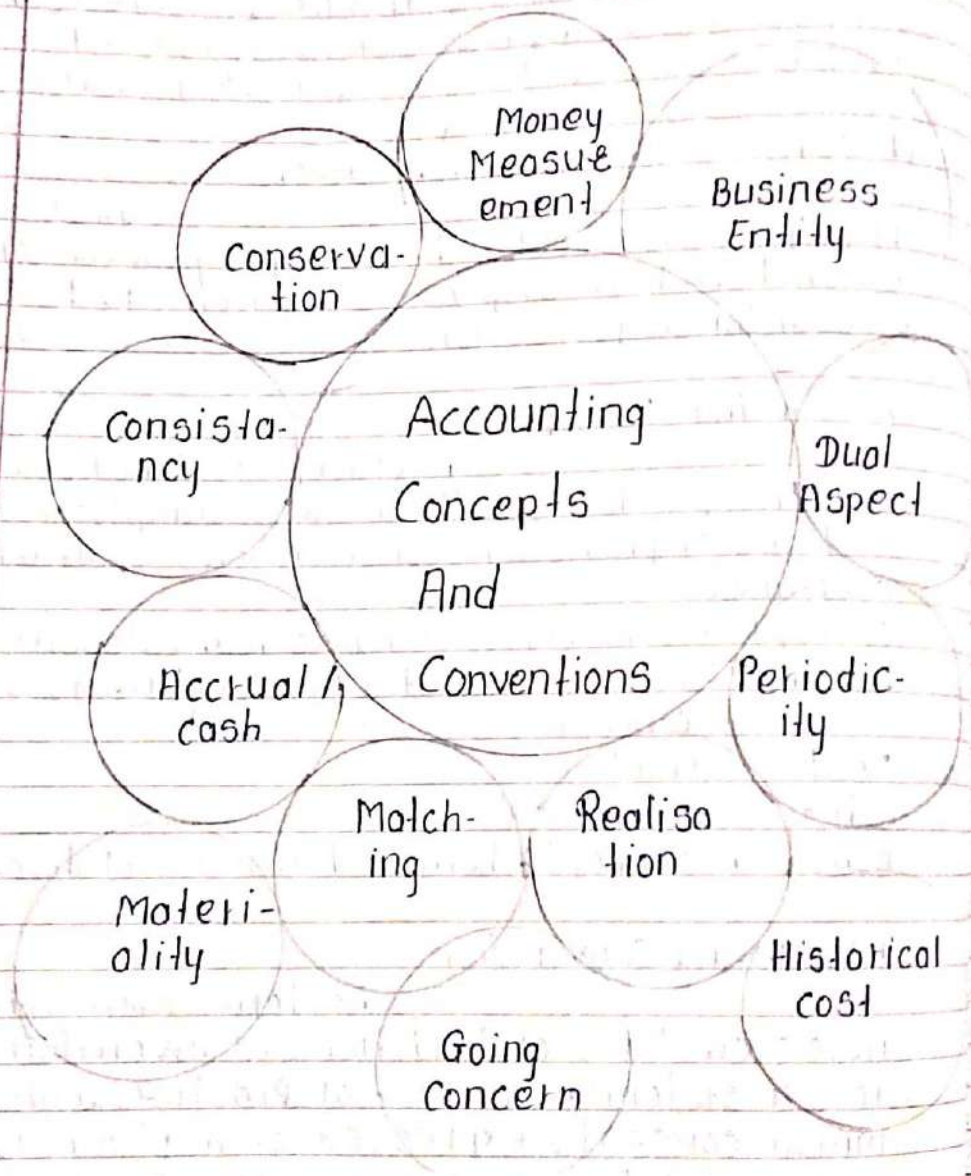 Money
Measure
ement
Business
Entity
Conserva-
tion
Accounting
Concepts
And
Conventions
Consista-
ncy
Dual
Aspect
Accrual /
cash
Periodic-
ity
Match-
ing
Realisa
tion
Materi-
ality
Historical
cost
Going
Concern